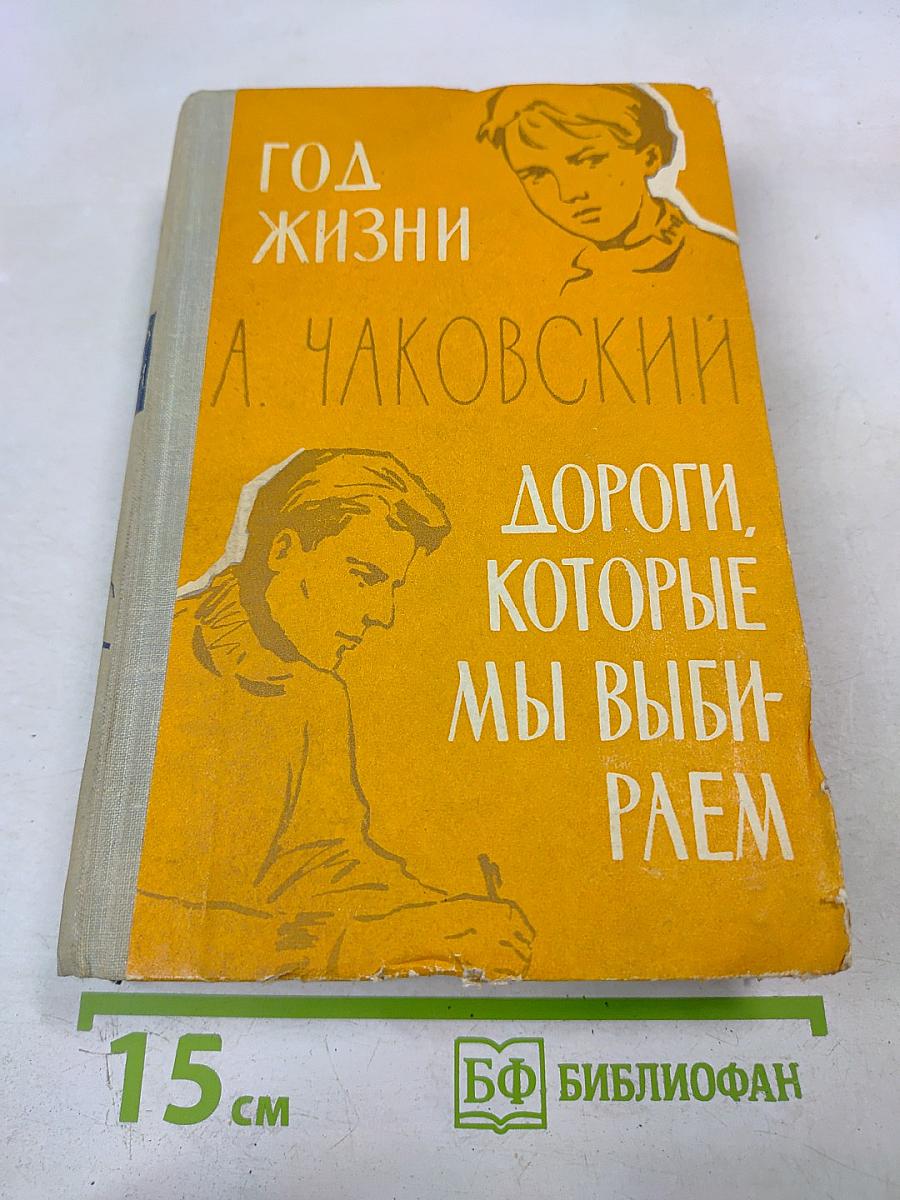 ГОД
ЖИЗНИ
А. ЧАКОВСКИЙ
ДОРОГИ,
КОТОРЫЕ
МЫ ВЫБИ-
РАЕМ
15 см
БФ БИБЛИОФАН